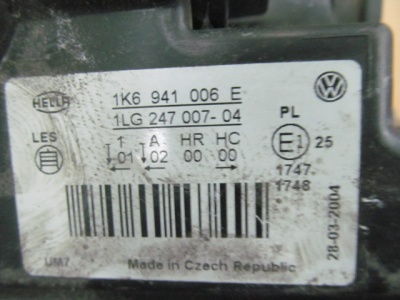 HELLA 1K6 941 006 E
1LG 247 007-04
LES 1 A HR HC PL
01 02 00 00 E1 25
1747
1748
28-03-2004
UM7 Made in Czech Republic